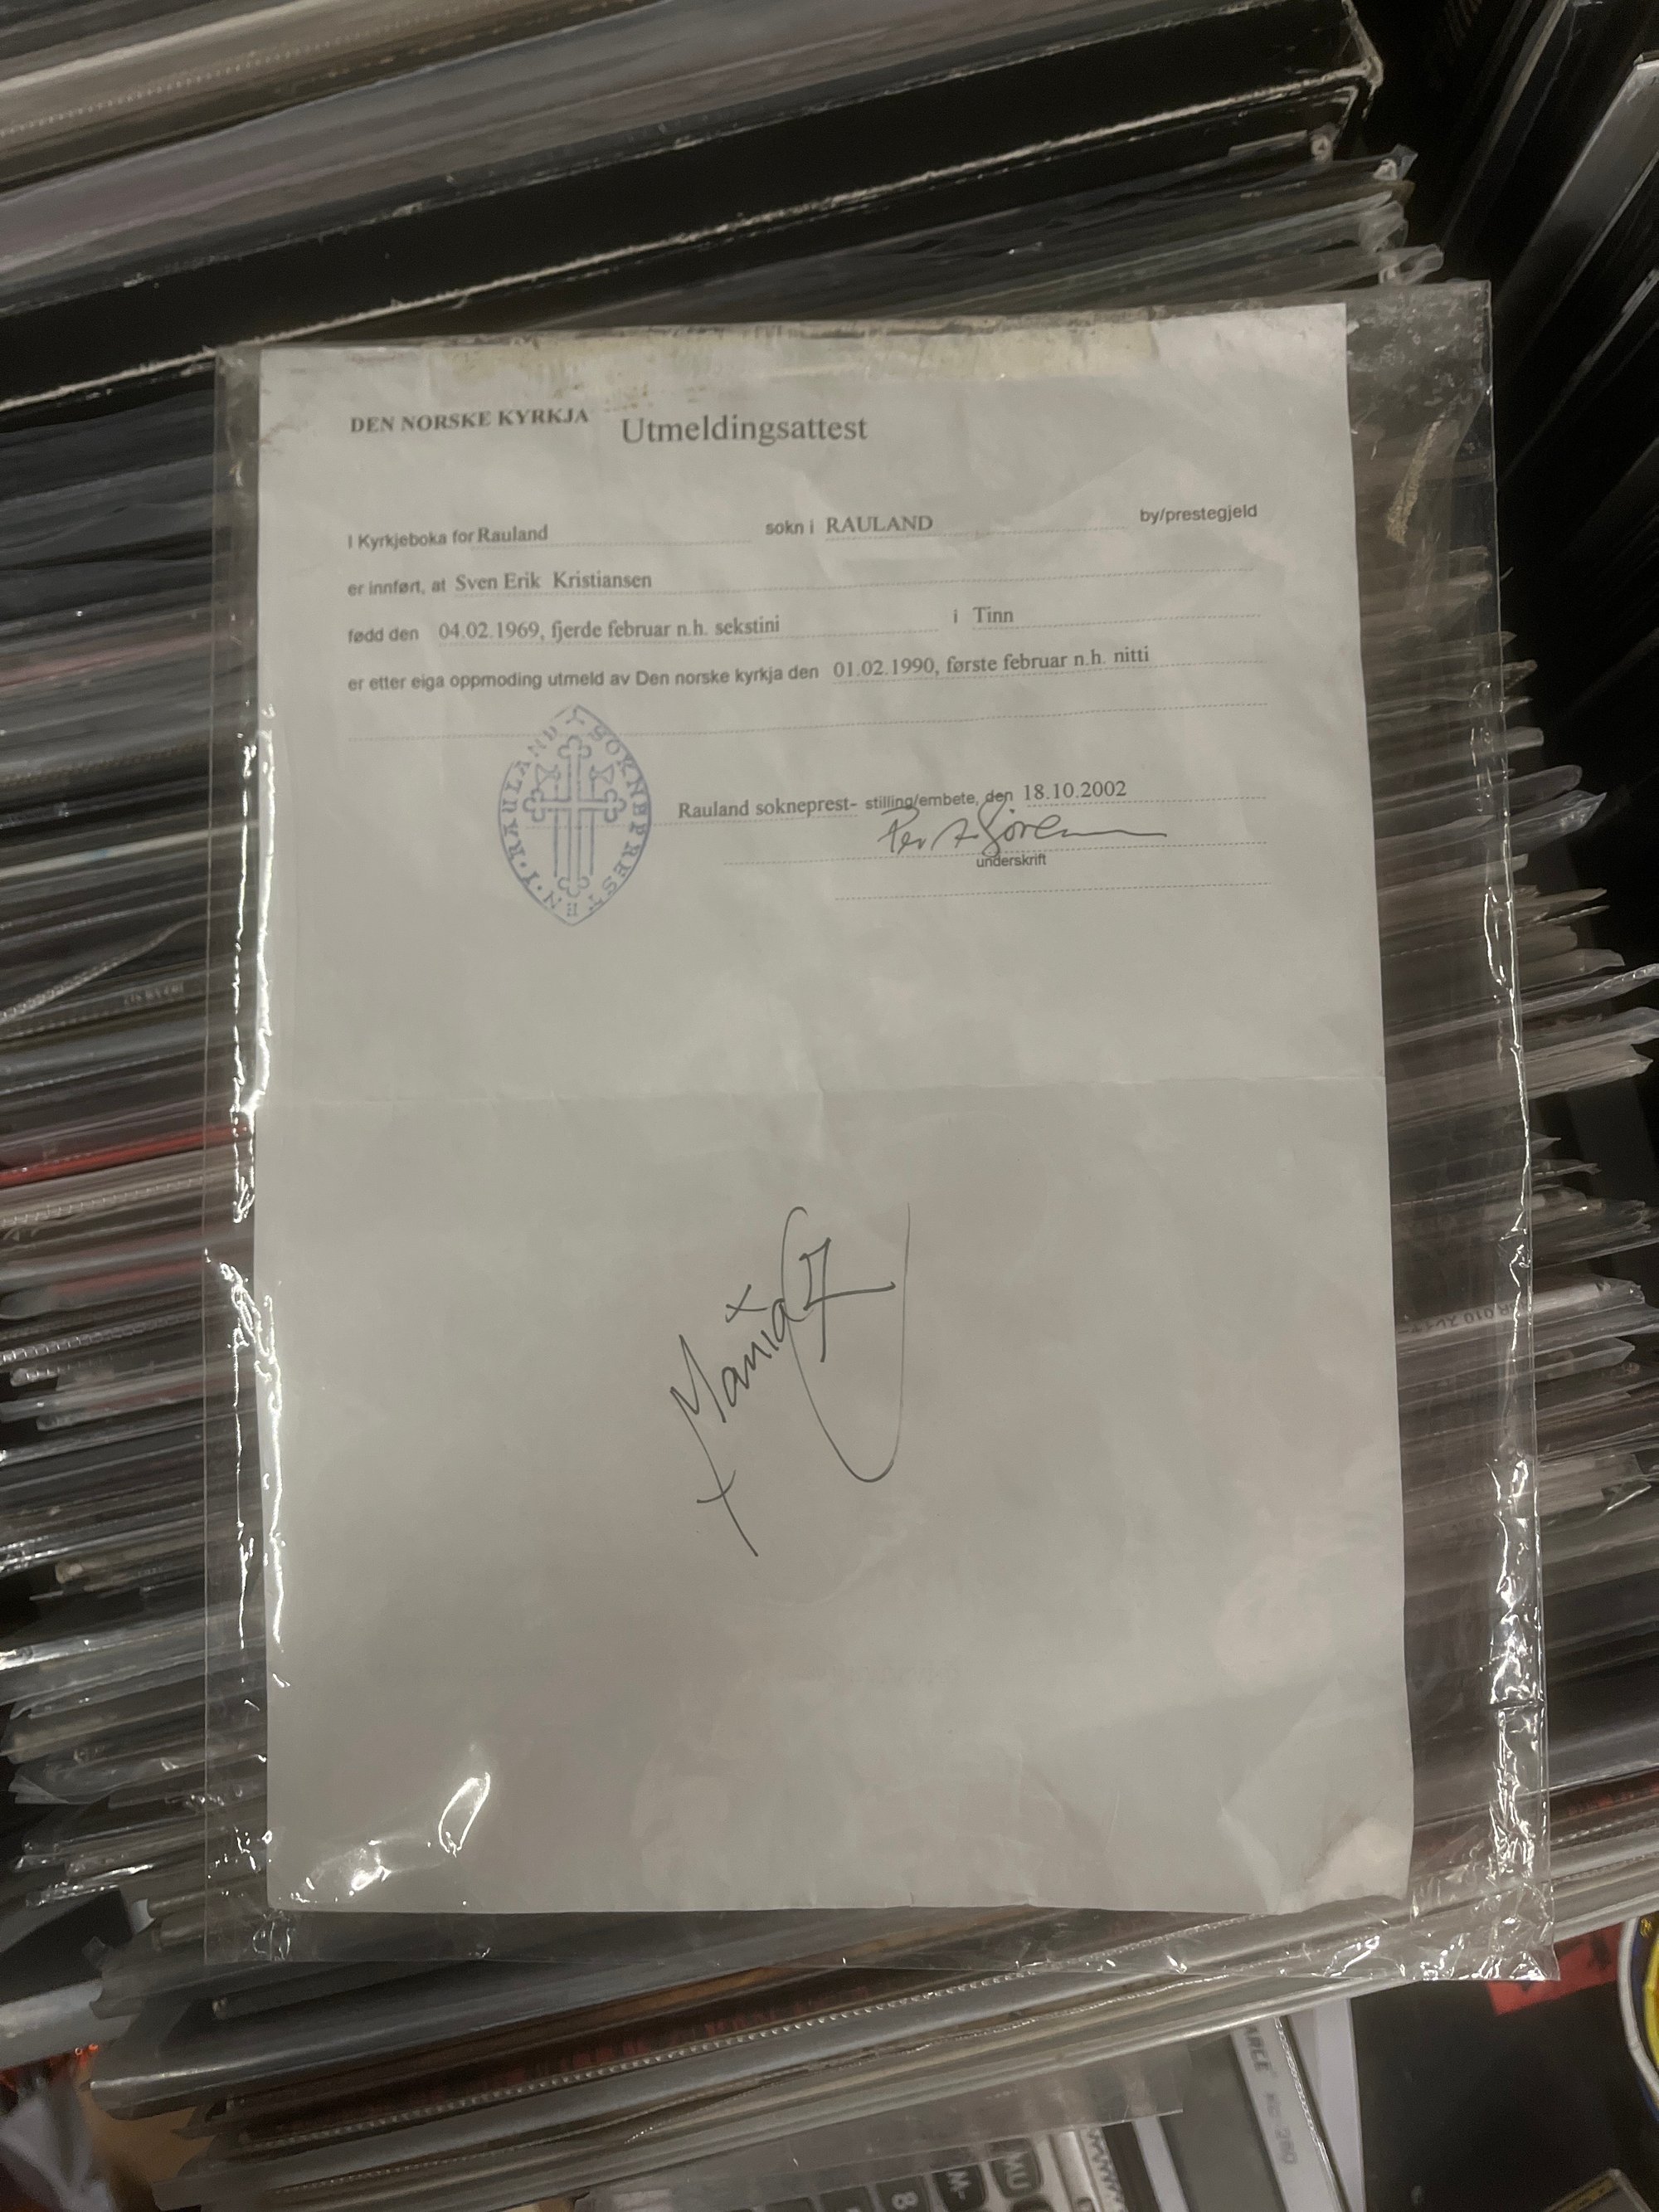 DEN NORSKE KYRKJA Utmeldingsattest
I Kyrkjeboka for Rauland sokn i RAULAND by/prestegjeld
er innført, at Sven Erik Kristiansen
fødd den 04.02.1969, fjerde februar n.h. sekstini i Tinn
er etter eiga oppmoding utmeld av Den norske kyrkja den 01.02.1990, første februar n.h. nitti
SOKNEPRESTEN · I · RAULAND
Rauland sokneprest- stilling/embete, den 18.10.2002
underskrift
Maniac